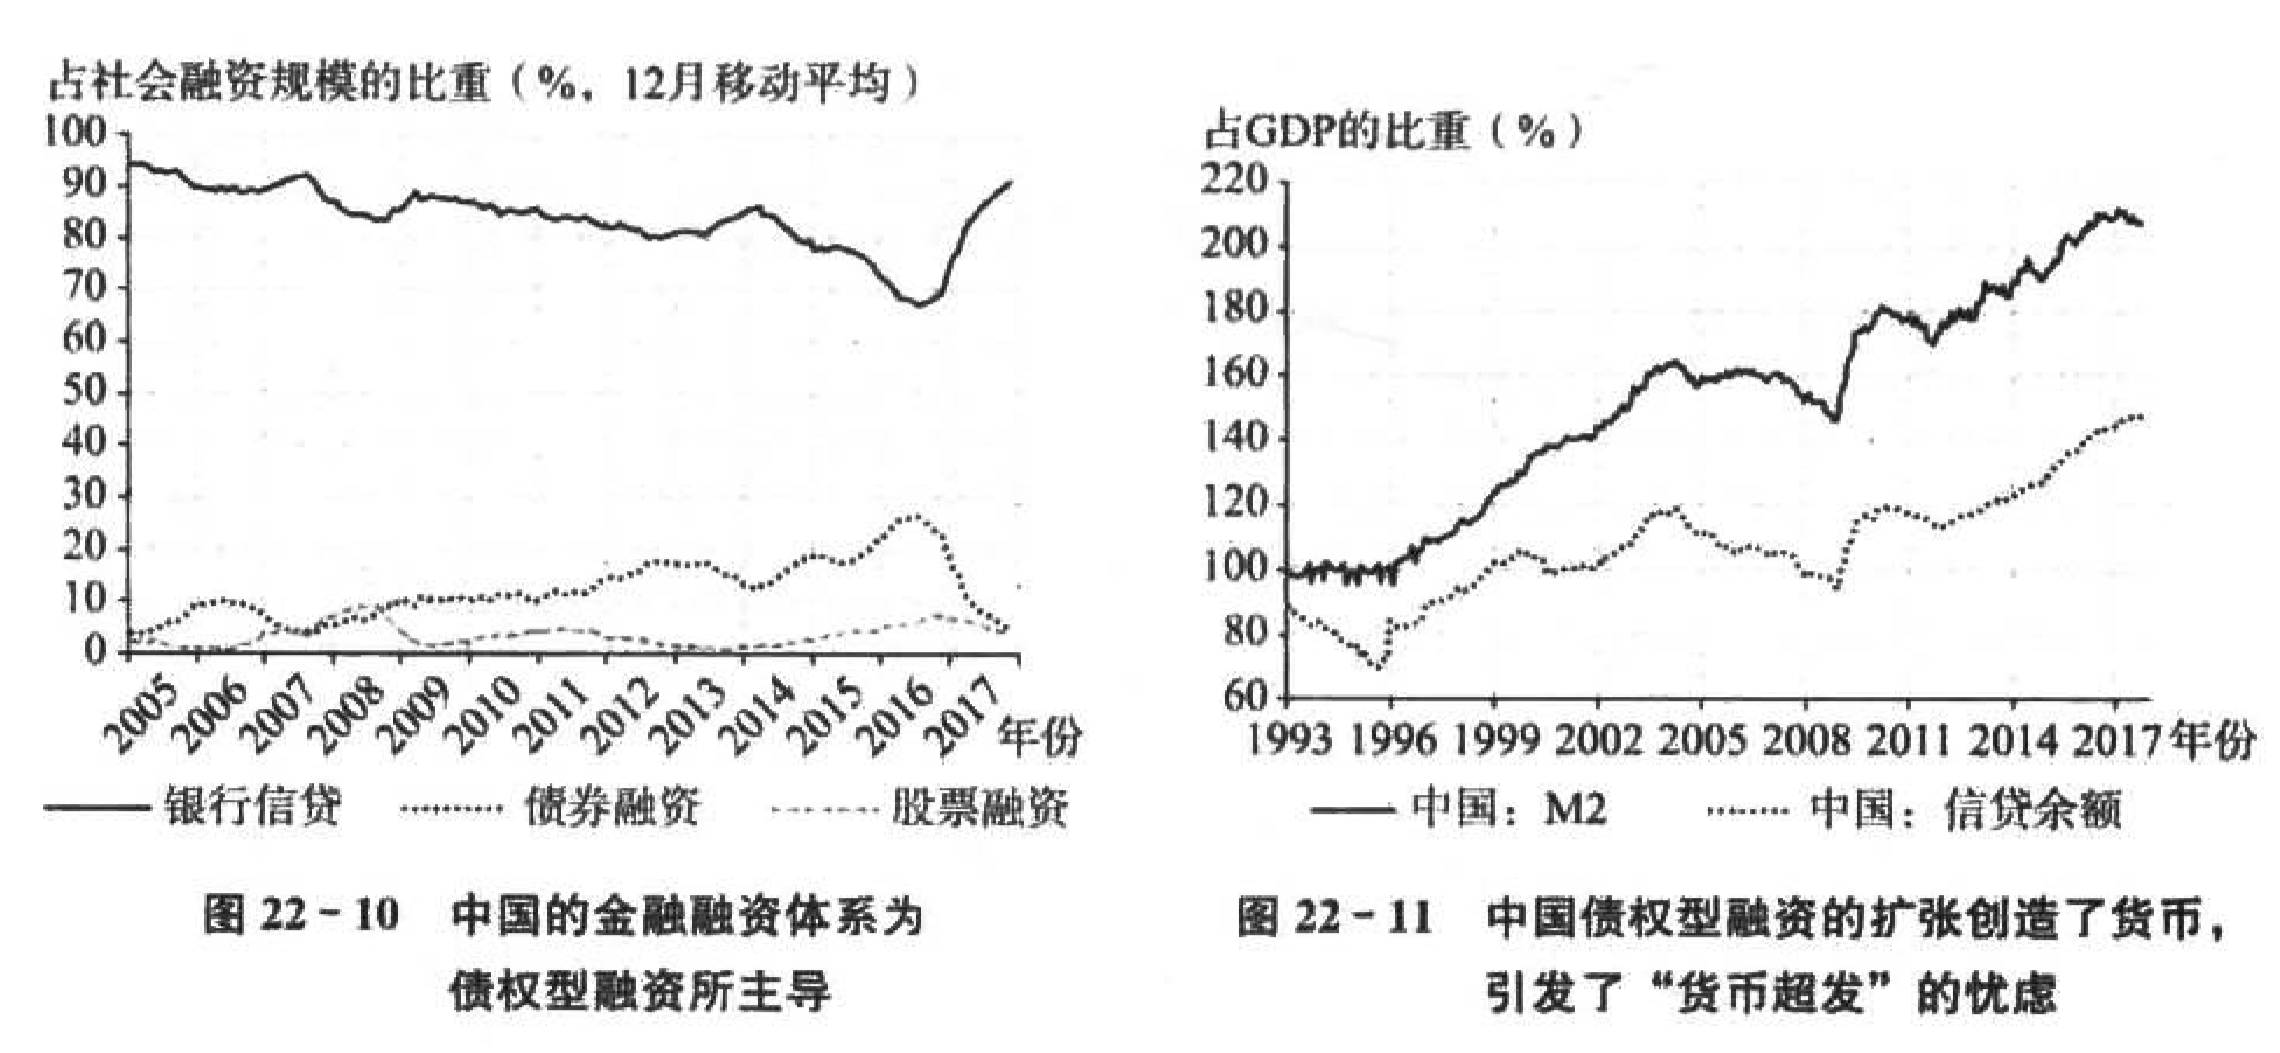 占社会融资规模的比重（%，12月移动平均）
100
90
80
70
60
50
40
30
20
10
0
2005 2006 2007 2008 2009 2010 2011 2012 2013 2014 2015 2016 2017 年份
银行信贷 债券融资 股票融资
图 22-10 中国的金融融资体系为
债权型融资所主导
占GDP的比重（%）
220
200
180
160
140
120
100
80
60
1993 1996 1999 2002 2005 2008 2011 2014 2017 年份
中国：M2 中国：信贷余额
图 22-11 中国债权型融资的扩张创造了货币，
引发了“货币超发”的忧虑